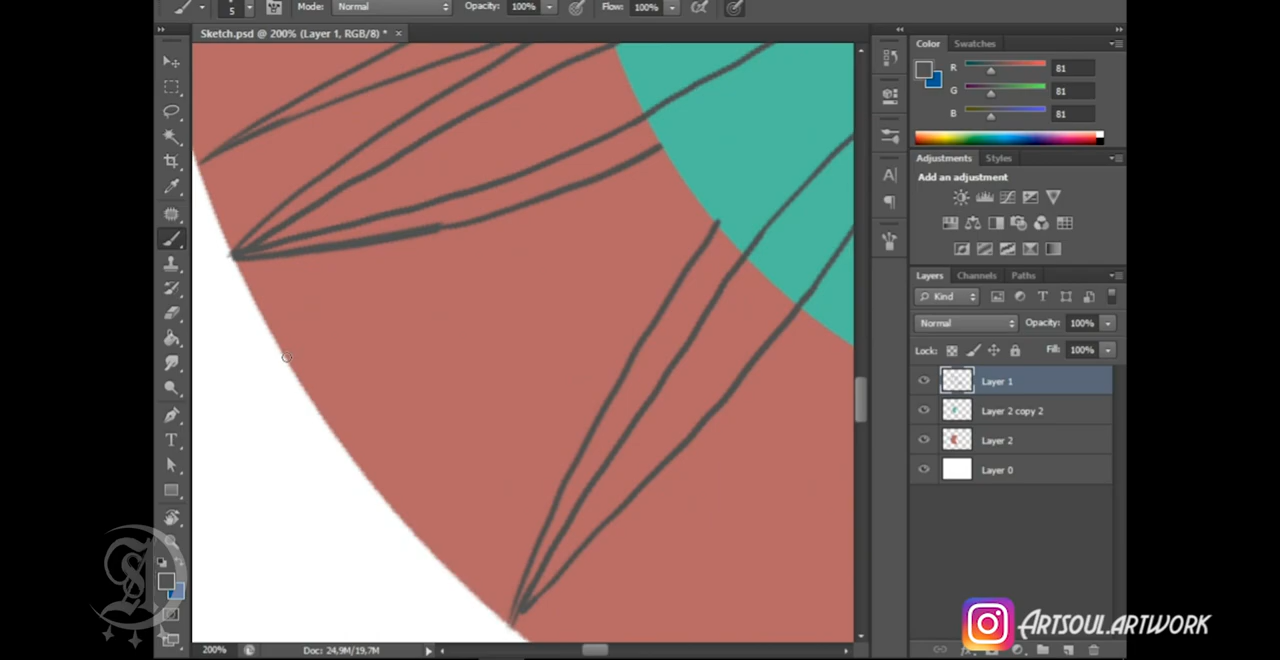 5 Mode: Normal Opacity: 100% Flow: 100%
Sketch.psd @ 200% (Layer 1, RGB/8) * ×
Color Swatches
R 81
G 81
B 81
Adjustments Styles
Add an adjustment
Layers Channels Paths
Kind T
Normal Opacity: 100%
Lock: Fill: 100%
Layer 1
Layer 2 copy 2
Layer 2
Layer 0
A
T
200% Doc: 24,9M/19,7M
ARTSOUL.ARTWORK